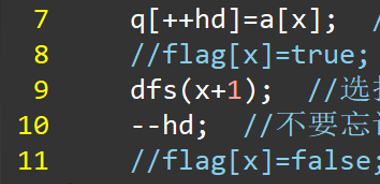 7 q[++hd]=a[x]; /
8 //flag[x]=true;
9 dfs(x+1); //选
10 --hd; //不要忘
11 //flag[x]=false;